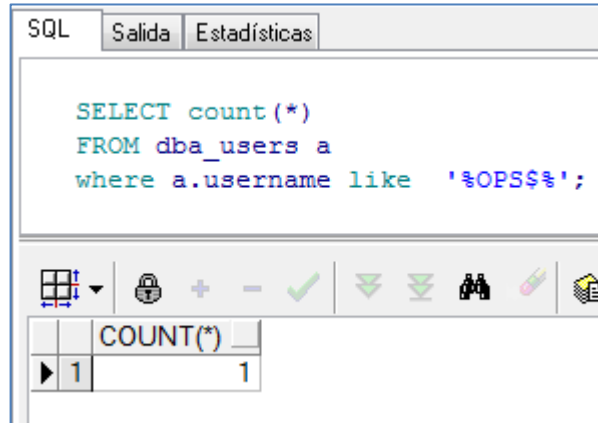 SQL Salida Estadísticas
SELECT count(*)
FROM dba_users a
where a.username like '%OPS$%';
COUNT(*)
1 1